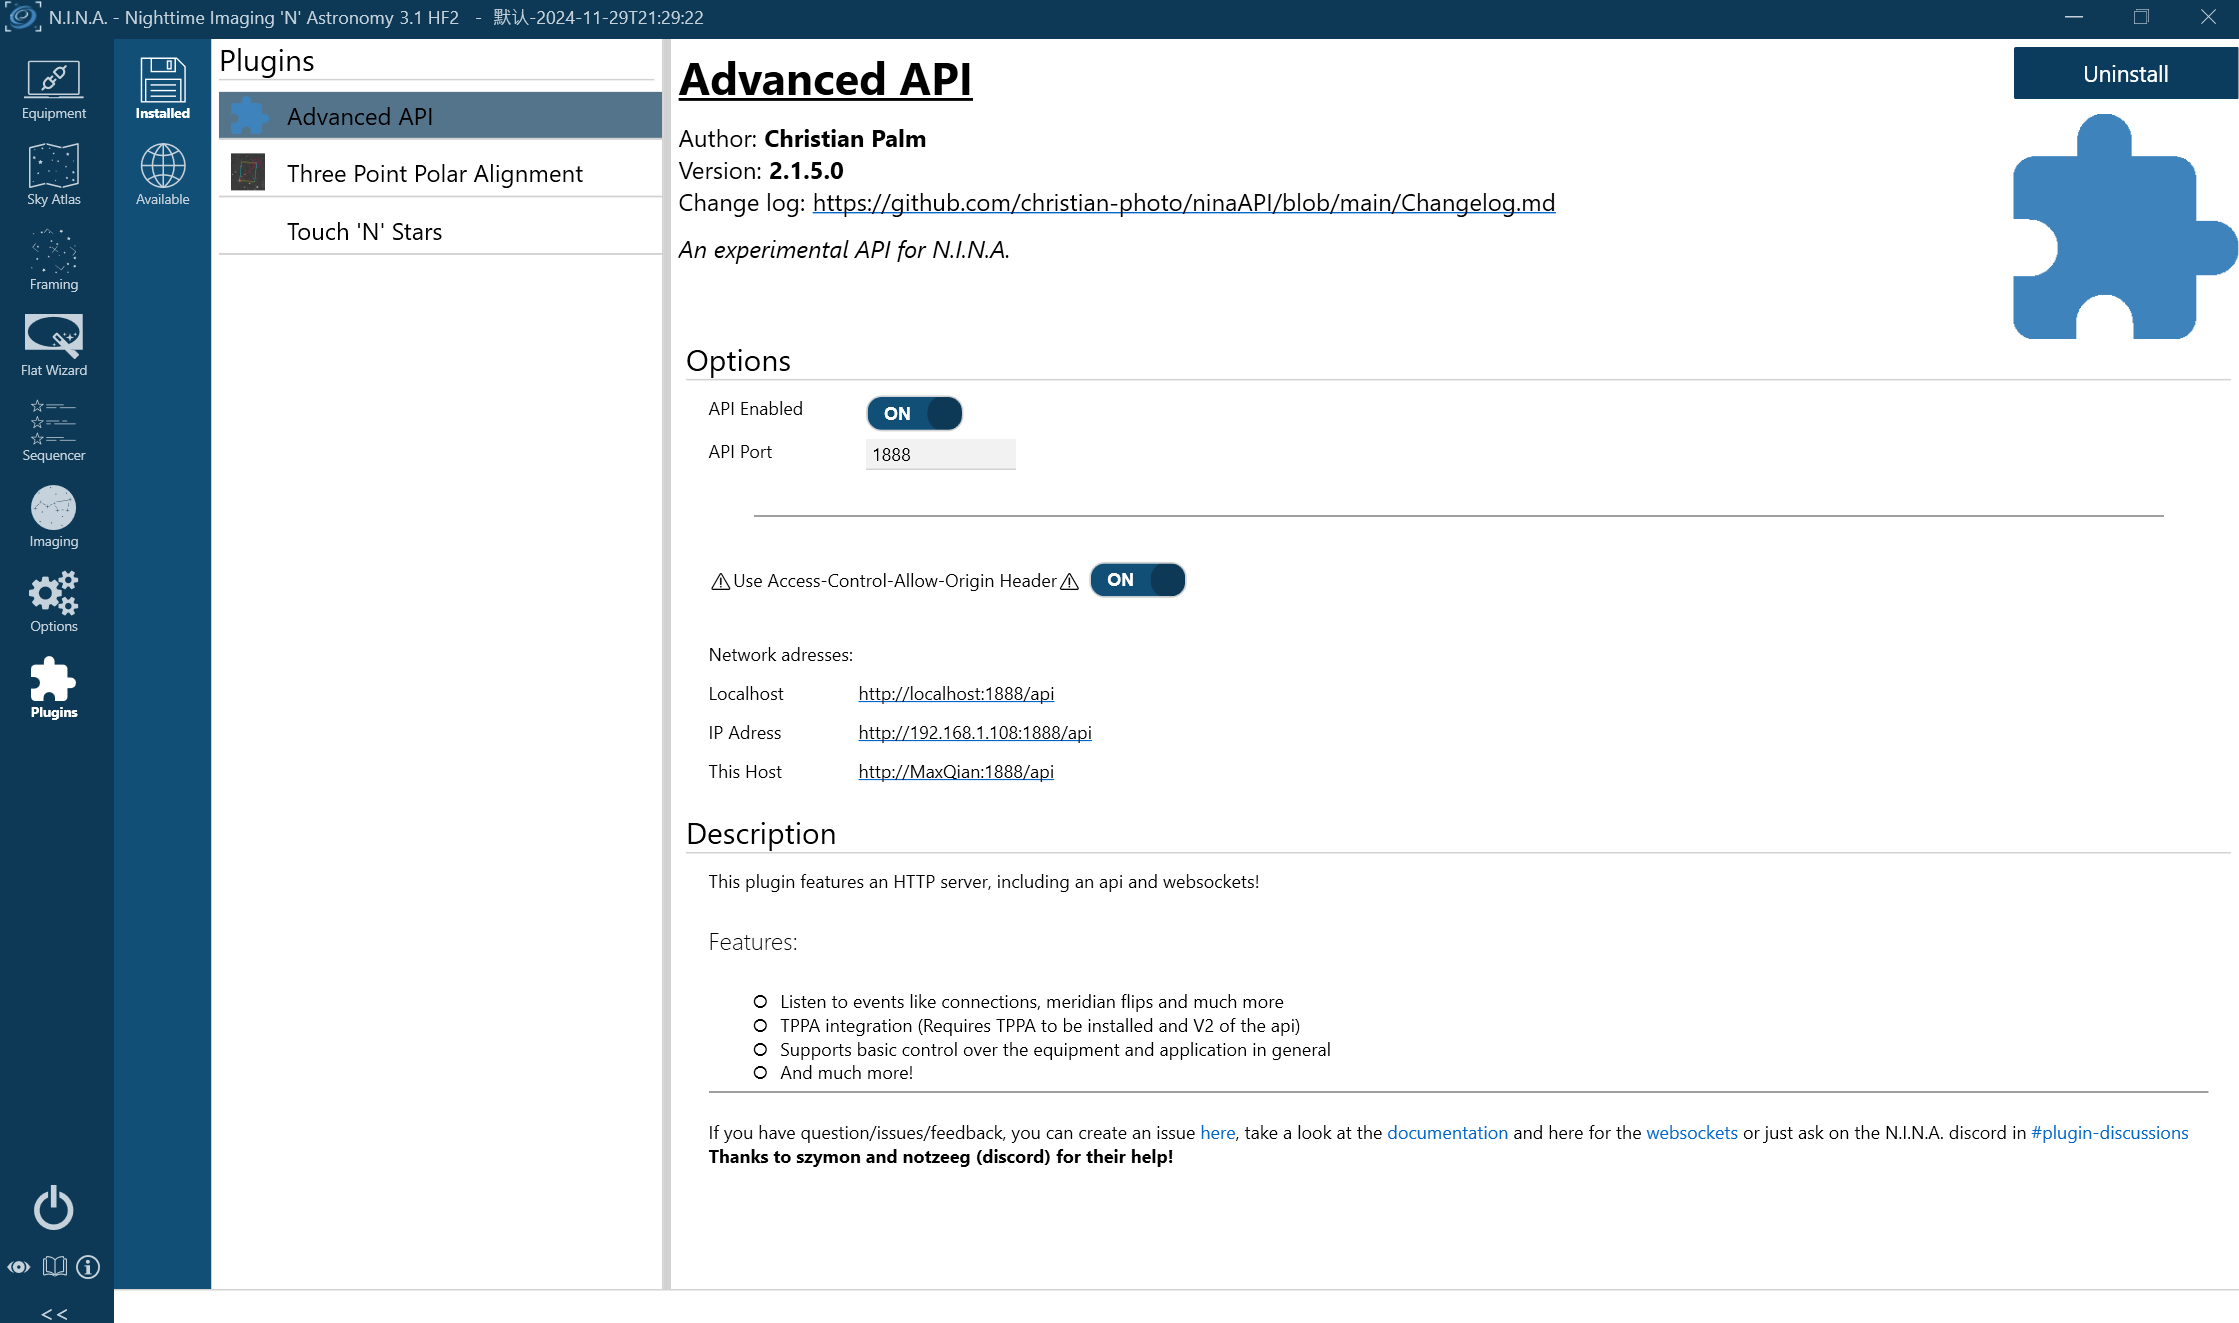 N.I.N.A. - Nighttime Imaging 'N' Astronomy 3.1 HF2 - 默认-2024-11-29T21:29:22
Equipment
Sky Atlas
Framing
Flat Wizard
Sequencer
Imaging
Options
Plugins
<<
Installed
Available
Plugins
Advanced API
Three Point Polar Alignment
Touch 'N' Stars
Advanced API
Uninstall
Author: Christian Palm
Version: 2.1.5.0
Change log: https://github.com/christian-photo/ninaAPI/blob/main/Changelog.md
An experimental API for N.I.N.A.
Options
API Enabled ON
API Port 1888
⚠Use Access-Control-Allow-Origin Header⚠ ON
Network adresses:
Localhost http://localhost:1888/api
IP Adress http://192.168.1.108:1888/api
This Host http://MaxQian:1888/api
Description
This plugin features an HTTP server, including an api and websockets!
Features:
Listen to events like connections, meridian flips and much more
TPPA integration (Requires TPPA to be installed and V2 of the api)
Supports basic control over the equipment and application in general
And much more!
If you have question/issues/feedback, you can create an issue here, take a look at the documentation and here for the websockets or just ask on the N.I.N.A. discord in #plugin-discussions
Thanks to szymon and notzeeg (discord) for their help!